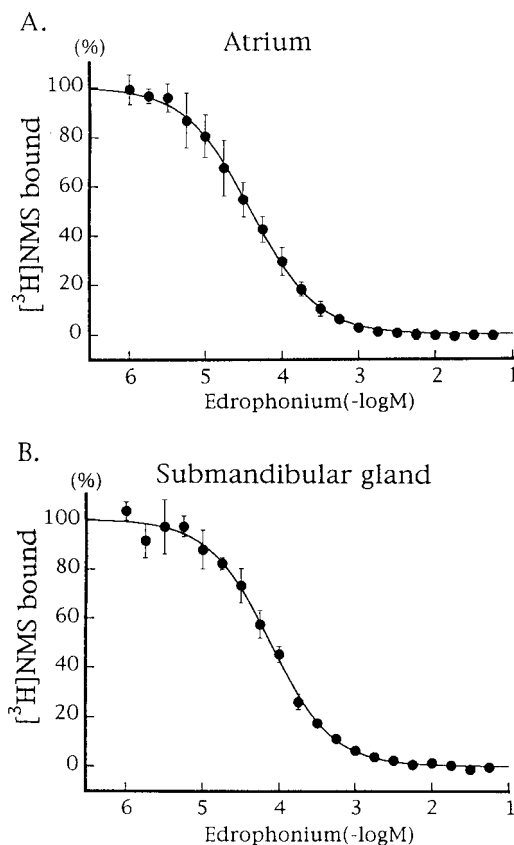 A.
Atrium
(%)
100
80
60
40
20
0
[³H]NMS bound
6 5 4 3 2 1
Edrophonium(-logM)
B.
Submandibular gland
(%)
100
80
60
40
20
0
[³H]NMS bound
6 5 4 3 2 1
Edrophonium(-logM)